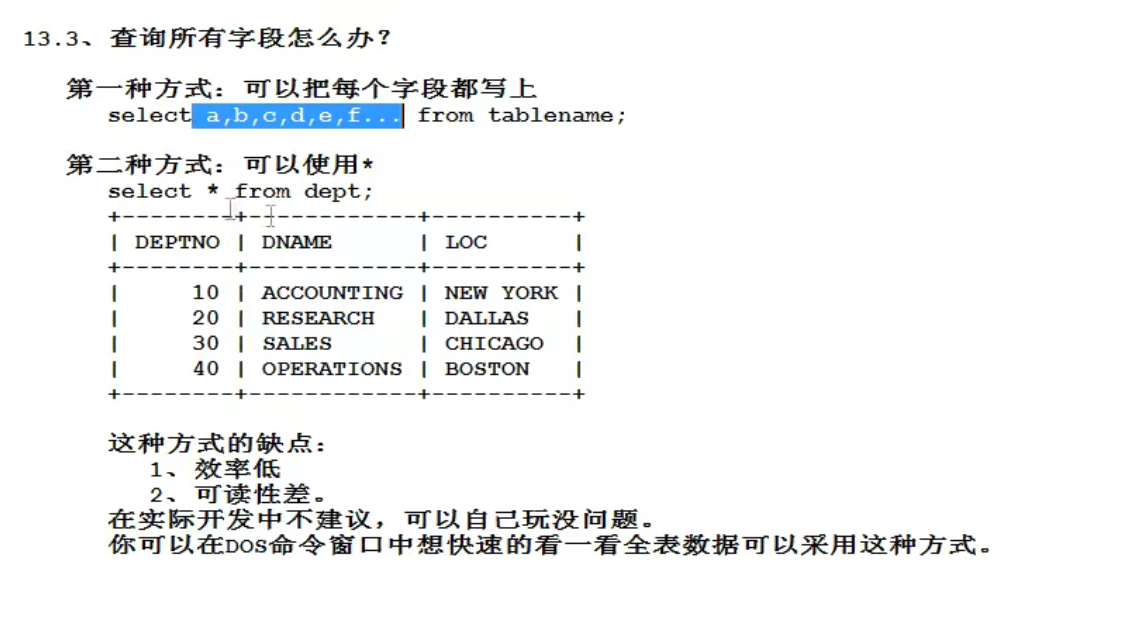 13.3、查询所有字段怎么办?
第一种方式：可以把每个字段都写上
select a,b,c,d,e,f... from tablename;
第二种方式：可以使用*
select * from dept;
+--------+------------+----------+
| DEPTNO | DNAME      | LOC      |
+--------+------------+----------+
|     10 | ACCOUNTING | NEW YORK |
|     20 | RESEARCH   | DALLAS   |
|     30 | SALES      | CHICAGO  |
|     40 | OPERATIONS | BOSTON   |
+--------+------------+----------+
这种方式的缺点：
1、效率低
2、可读性差。
在实际开发中不建议，可以自己玩没问题。
你可以在DOS命令窗口中想快速的看一看全表数据可以采用这种方式。